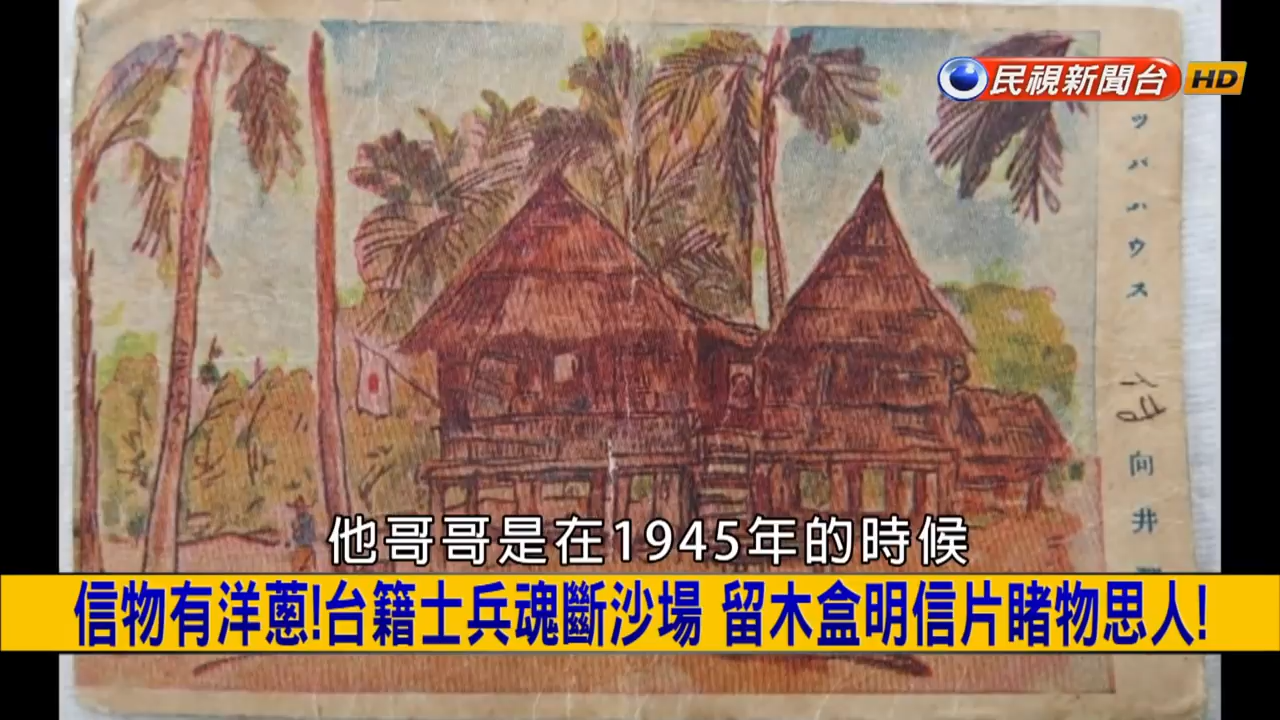 民視新聞台 HD
ッパハウス
向井
他哥哥是在1945年的時候
信物有洋蔥!台籍士兵魂斷沙場 留木盒明信片睹物思人!